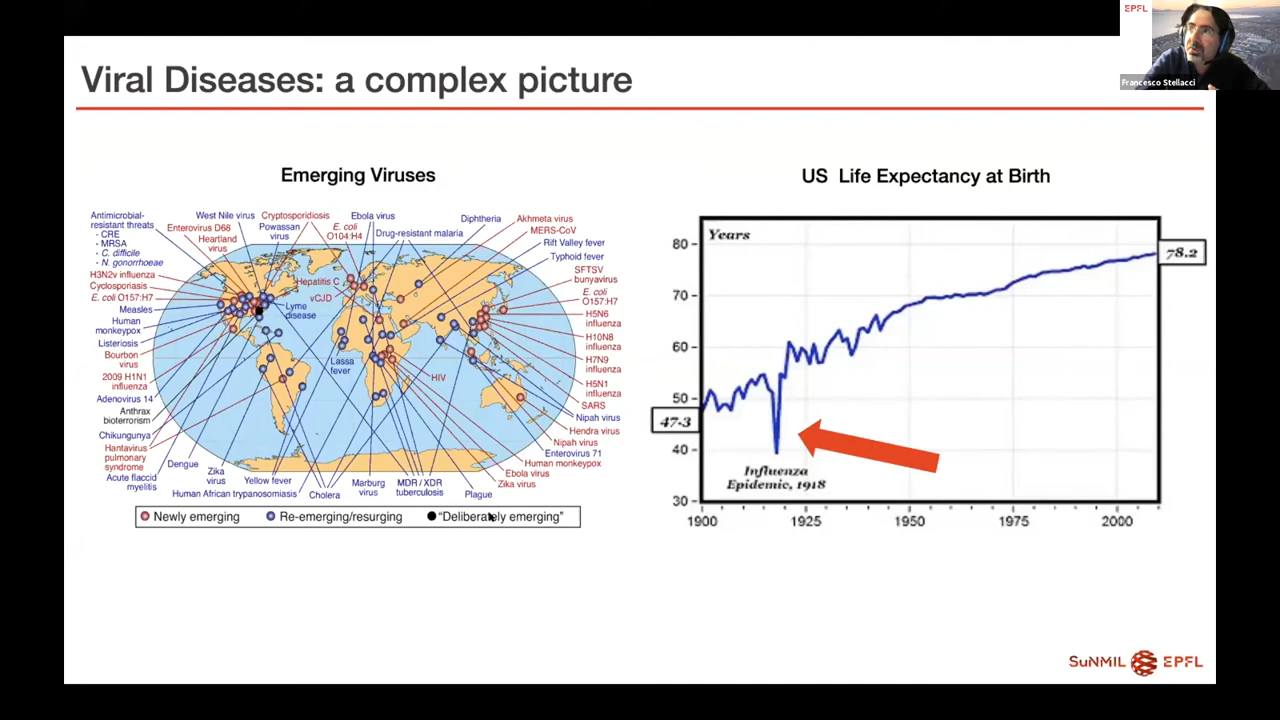 EPFL
Francesco Stellacci
Viral Diseases: a complex picture
Emerging Viruses
Antimicrobial-
resistant threats
- CRE
- MRSA
- C. difficile
- N. gonorrhoeae
H3N2v influenza
Cyclosporiasis
E. coli O157:H7
Measles
Human
monkeypox
Listeriosis
Bourbon
virus
2009 H1N1
influenza
Adenovirus 14
Anthrax
bioterrorism
Chikungunya
Hantavirus
pulmonary
syndrome
Acute flaccid
myelitis
West Nile virus
Enterovirus D68
Heartland
virus
Cryptosporidiosis
Powassan
virus
E. coli
O104:H4
Ebola virus
Drug-resistant malaria
Diphtheria
Akhmeta virus
MERS-CoV
Rift Valley fever
Typhoid fever
SFTSV
bunyavirus
E. coli
O157:H7
H5N6
influenza
H10N8
influenza
H7N9
influenza
H5N1
influenza
SARS
Nipah virus
Hendra virus
Nipah virus
Enterovirus 71
Human monkeypox
Ebola virus
Zika virus
Hepatitis C
vCJD
Lyme
disease
Lassa
fever
HIV
Dengue
Zika
virus
Yellow fever
Human African trypanosomiasis
Cholera
Marburg
virus
MDR / XDR
tuberculosis
Plague
Newly emerging
Re-emerging/resurging
"Deliberately emerging"
US Life Expectancy at Birth
Years
80
70
60
50
40
30
47.3
78.2
Influenza
Epidemic, 1918
1900
1925
1950
1975
2000
SuNMIL EPFL